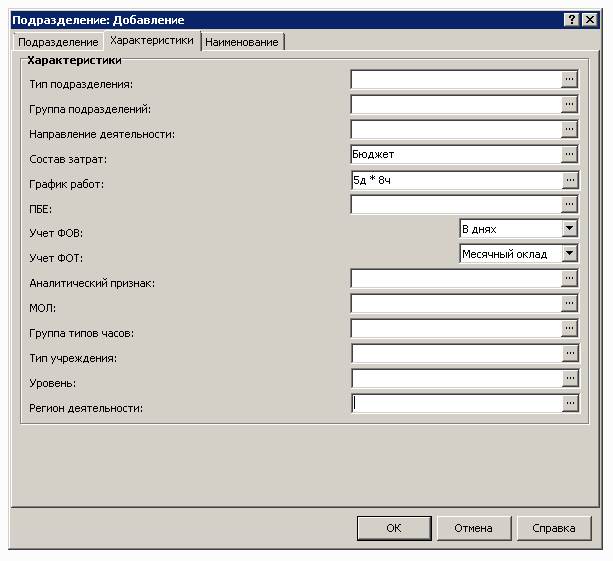 Подразделение: Добавление
Подразделение Характеристики Наименование
Характеристики
Тип подразделения:
Группа подразделений:
Направление деятельности:
Состав затрат: Бюджет
График работ: 5д * 8ч
ПБЕ:
Учет ФОВ: В днях
Учет ФОТ: Месячный оклад
Аналитический признак:
МОЛ:
Группа типов часов:
Тип учреждения:
Уровень:
Регион деятельности:
ОК Отмена Справка